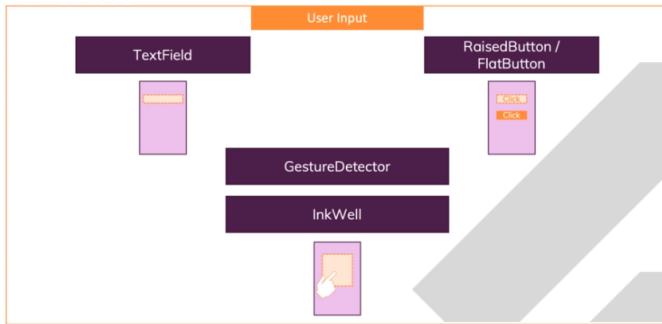 User Input
TextField
RaisedButton /
FlatButton
Click
Click
GestureDetector
InkWell